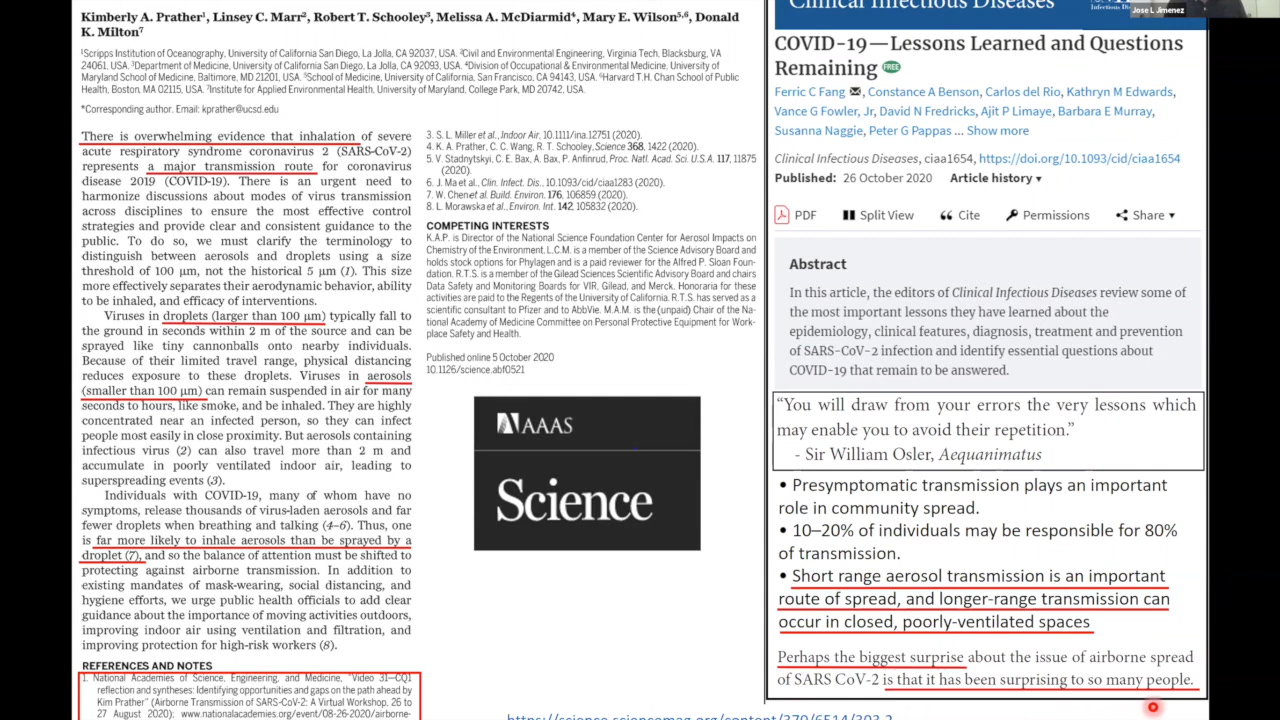 Kimberly A. Prather¹, Linsey C. Marr², Robert T. Schooley³, Melissa A. McDiarmid⁴, Mary E. Wilson⁵,⁶, Donald
K. Milton⁷
¹Scripps Institution of Oceanography, University of California San Diego, La Jolla, CA 92037, USA. ²Civil and Environmental Engineering, Virginia Tech, Blacksburg, VA
24061, USA. ³Department of Medicine, University of California San Diego, La Jolla, CA 92093, USA. ⁴Division of Occupational & Environmental Medicine, University of
Maryland School of Medicine, Baltimore, MD 21201, USA. ⁵School of Medicine, University of California, San Francisco, CA 94143, USA. ⁶Harvard T.H. Chan School of Public
Health, Boston, MA 02115, USA. ⁷Institute for Applied Environmental Health, University of Maryland, College Park, MD 20742, USA.
*Corresponding author. Email: kprather@ucsd.edu
There is overwhelming evidence that inhalation of severe
acute respiratory syndrome coronavirus 2 (SARS-CoV-2)
represents a major transmission route for coronavirus
disease 2019 (COVID-19). There is an urgent need to
harmonize discussions about modes of virus transmission
across disciplines to ensure the most effective control
strategies and provide clear and consistent guidance to the
public. To do so, we must clarify the terminology to
distinguish between aerosols and droplets using a size
threshold of 100 μm, not the historical 5 μm (1). This size
more effectively separates their aerodynamic behavior, ability
to be inhaled, and efficacy of interventions.
Viruses in droplets (larger than 100 μm) typically fall to
the ground in seconds within 2 m of the source and can be
sprayed like tiny cannonballs onto nearby individuals.
Because of their limited travel range, physical distancing
reduces exposure to these droplets. Viruses in aerosols
(smaller than 100 μm) can remain suspended in air for many
seconds to hours, like smoke, and be inhaled. They are highly
concentrated near an infected person, so they can infect
people most easily in close proximity. But aerosols containing
infectious virus (2) can also travel more than 2 m and
accumulate in poorly ventilated indoor air, leading to
superspreading events (3).
Individuals with COVID-19, many of whom have no
symptoms, release thousands of virus-laden aerosols and far
fewer droplets when breathing and talking (4–6). Thus, one
is far more likely to inhale aerosols than be sprayed by a
droplet (7), and so the balance of attention must be shifted to
protecting against airborne transmission. In addition to
existing mandates of mask-wearing, social distancing, and
hygiene efforts, we urge public health officials to add clear
guidance about the importance of moving activities outdoors,
improving indoor air using ventilation and filtration, and
improving protection for high-risk workers (8).
REFERENCES AND NOTES
1. National Academies of Science, Engineering, and Medicine, "Video 31—CQ1
reflection and syntheses: Identifying opportunities and gaps on the path ahead by
Kim Prather" (Airborne Transmission of SARS-CoV-2: A Virtual Workshop, 26 to
27 August 2020); www.nationalacademies.org/event/08-26-2020/airborne-
3. S. L. Miller et al., Indoor Air, 10.1111/ina.12751 (2020).
4. K. A. Prather, C. C. Wang, R. T. Schooley, Science 368, 1422 (2020).
5. V. Stadnytskyi, C. E. Bax, A. Bax, P. Anfinrud, Proc. Natl. Acad. Sci. U.S.A. 117, 11875
(2020).
6. J. Ma et al., Clin. Infect. Dis., 10.1093/cid/ciaa1283 (2020).
7. W. Chen et al. Build. Environ. 176, 106859 (2020).
8. L. Morawska et al., Environ. Int. 142, 105832 (2020).
COMPETING INTERESTS
K.A.P. is Director of the National Science Foundation Center for Aerosol Impacts on
Chemistry of the Environment. L.C.M. is a member of the Science Advisory Board and
holds stock options for Phylagen and is a paid reviewer for the Alfred P. Sloan Foun-
dation. R.T.S. is a member of the Gilead Sciences Scientific Advisory Board and chairs
Data Safety and Monitoring Boards for VIR, Gilead, and Merck. Honoraria for these
activities are paid to the Regents of the University of California. R.T.S. has served as a
scientific consultant to Pfizer and to AbbVie. M.A.M. is the (unpaid) Chair of the Na-
tional Academy of Medicine Committee on Personal Protective Equipment for Work-
place Safety and Health.
Published online 5 October 2020
10.1126/science.abf0521
AAAS
Science
Clinical Infectious Diseases
Jose L Jimenez
COVID-19—Lessons Learned and Questions
Remaining FREE
Ferric C Fang, Constance A Benson, Carlos del Rio, Kathryn M Edwards,
Vance G Fowler, Jr, David N Fredricks, Ajit P Limaye, Barbara E Murray,
Susanna Naggie, Peter G Pappas ... Show more
Clinical Infectious Diseases, ciaa1654, https://doi.org/10.1093/cid/ciaa1654
Published: 26 October 2020 Article history ▾
PDF Split View Cite Permissions Share ▾
Abstract
In this article, the editors of Clinical Infectious Diseases review some of
the most important lessons they have learned about the
epidemiology, clinical features, diagnosis, treatment and prevention
of SARS-CoV-2 infection and identify essential questions about
COVID-19 that remain to be answered.
“You will draw from your errors the very lessons which
may enable you to avoid their repetition.”
- Sir William Osler, Aequanimatus
• Presymptomatic transmission plays an important
role in community spread.
• 10–20% of individuals may be responsible for 80%
of transmission.
• Short range aerosol transmission is an important
route of spread, and longer-range transmission can
occur in closed, poorly-ventilated spaces
Perhaps the biggest surprise about the issue of airborne spread
of SARS CoV-2 is that it has been surprising to so many people.
https://science.sciencemag.org/content/370/6514/303.2